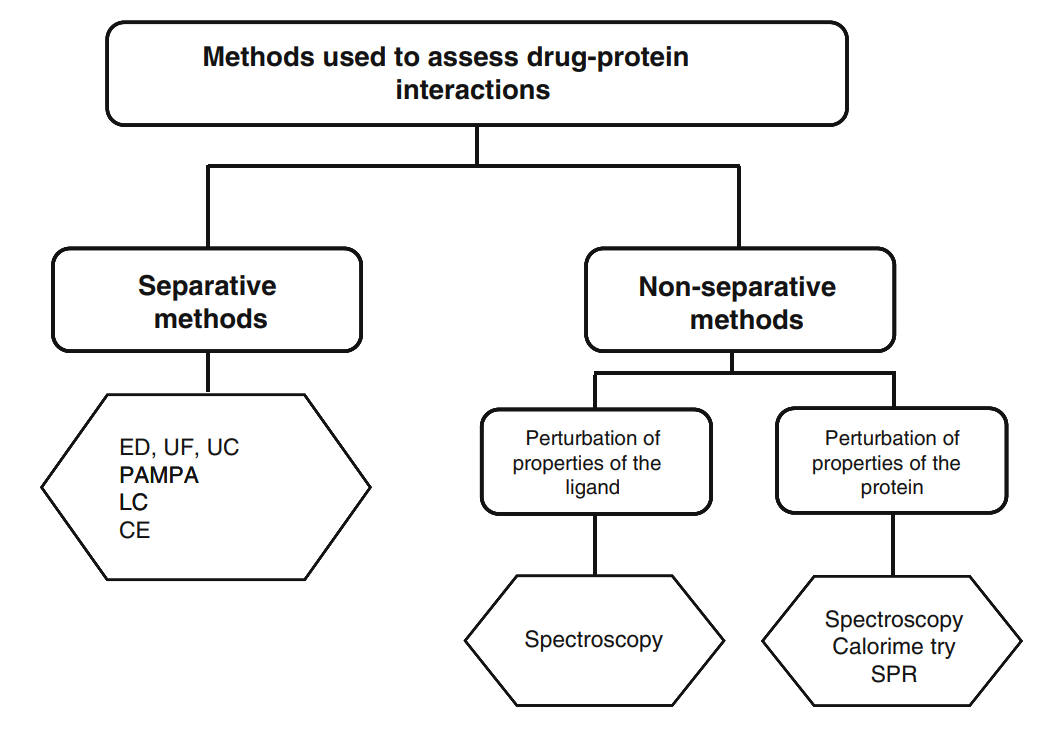 Methods used to assess drug-protein
interactions
Separative
methods
Non-separative
methods
ED, UF, UC
PAMPA
LC
CE
Perturbation of
properties of the
ligand
Perturbation of
properties of the
protein
Spectroscopy
Spectroscopy
Calorime try
SPR